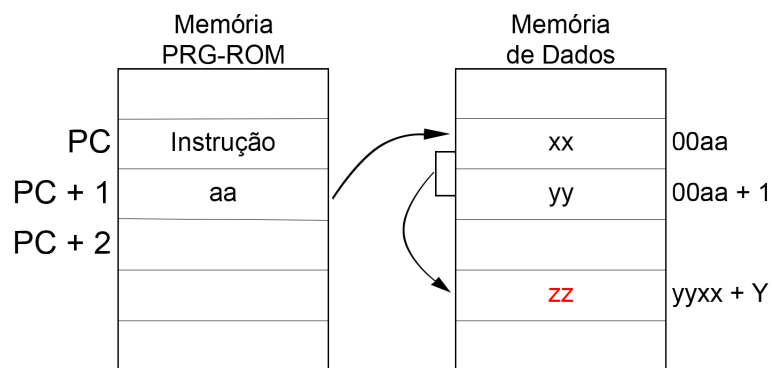 Memória
PRG-ROM
Memória
de Dados
PC
Instrução
xx
00aa
PC + 1
aa
yy
00aa + 1
PC + 2
zz
yyxx + Y